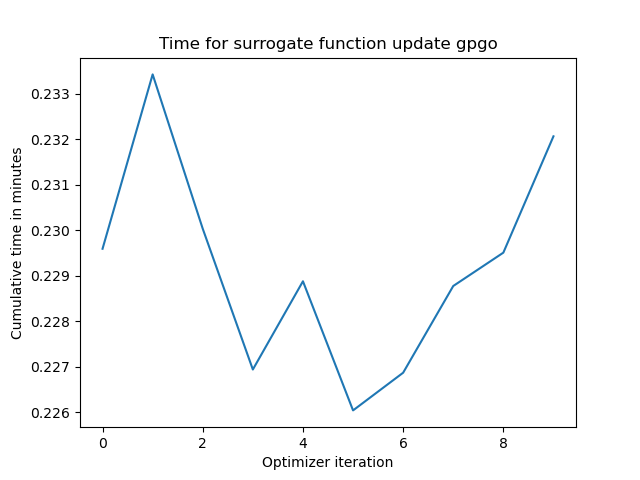 Time for surrogate function update gpgo
Cumulative time in minutes
0.233
0.232
0.231
0.230
0.229
0.228
0.227
0.226
0 2 4 6 8
Optimizer iteration